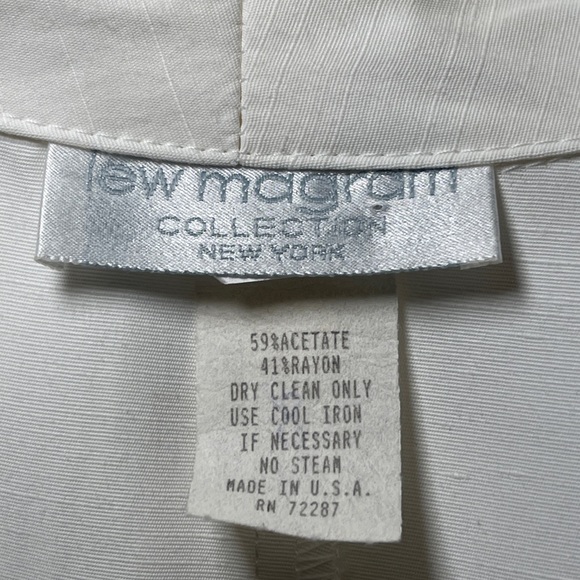 lew magram
COLLECTION
NEW YORK
59%ACETATE
41%RAYON
DRY CLEAN ONLY
USE COOL IRON
IF NECESSARY
NO STEAM
MADE IN U.S.A.
RN 72287